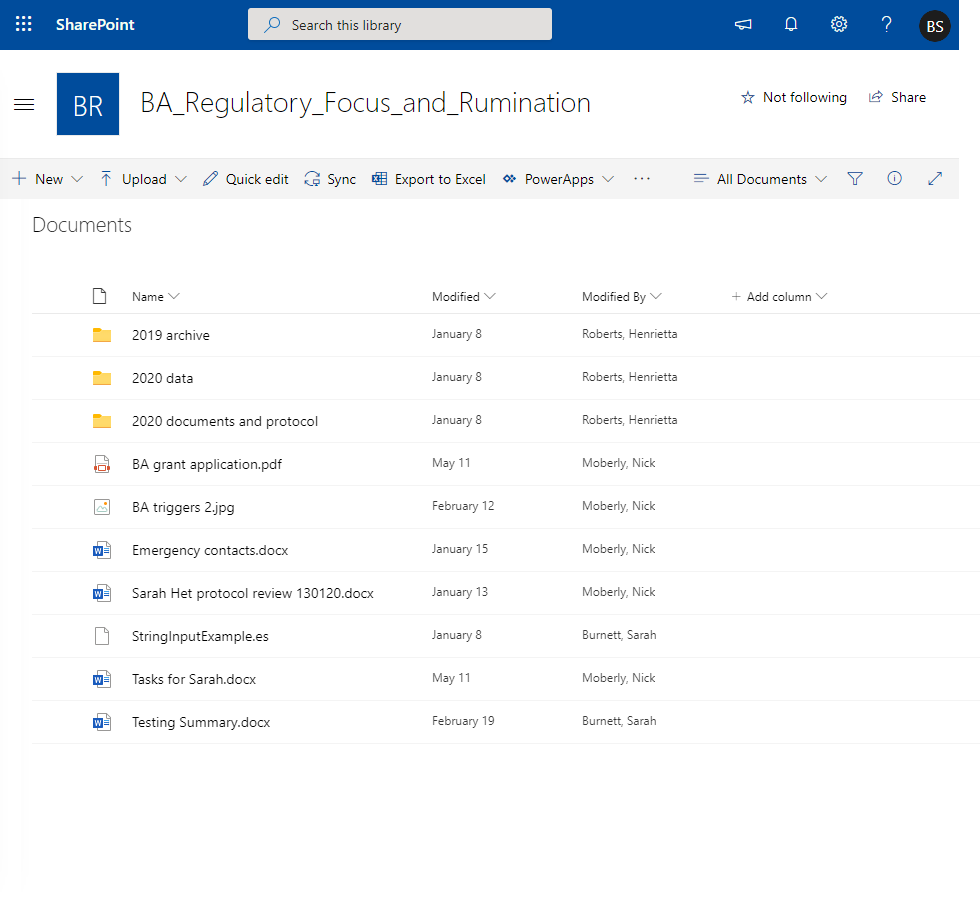 SharePoint Search this library ? BS
BR BA_Regulatory_Focus_and_Rumination Not following Share
New Upload Quick edit Sync Export to Excel PowerApps ... All Documents
Documents
Name Modified Modified By + Add column
2019 archive January 8 Roberts, Henrietta
2020 data January 8 Roberts, Henrietta
2020 documents and protocol January 8 Roberts, Henrietta
BA grant application.pdf May 11 Moberly, Nick
BA triggers 2.jpg February 12 Moberly, Nick
Emergency contacts.docx January 15 Moberly, Nick
Sarah Het protocol review 130120.docx January 13 Moberly, Nick
StringInputExample.es January 8 Burnett, Sarah
Tasks for Sarah.docx May 11 Moberly, Nick
Testing Summary.docx February 19 Burnett, Sarah